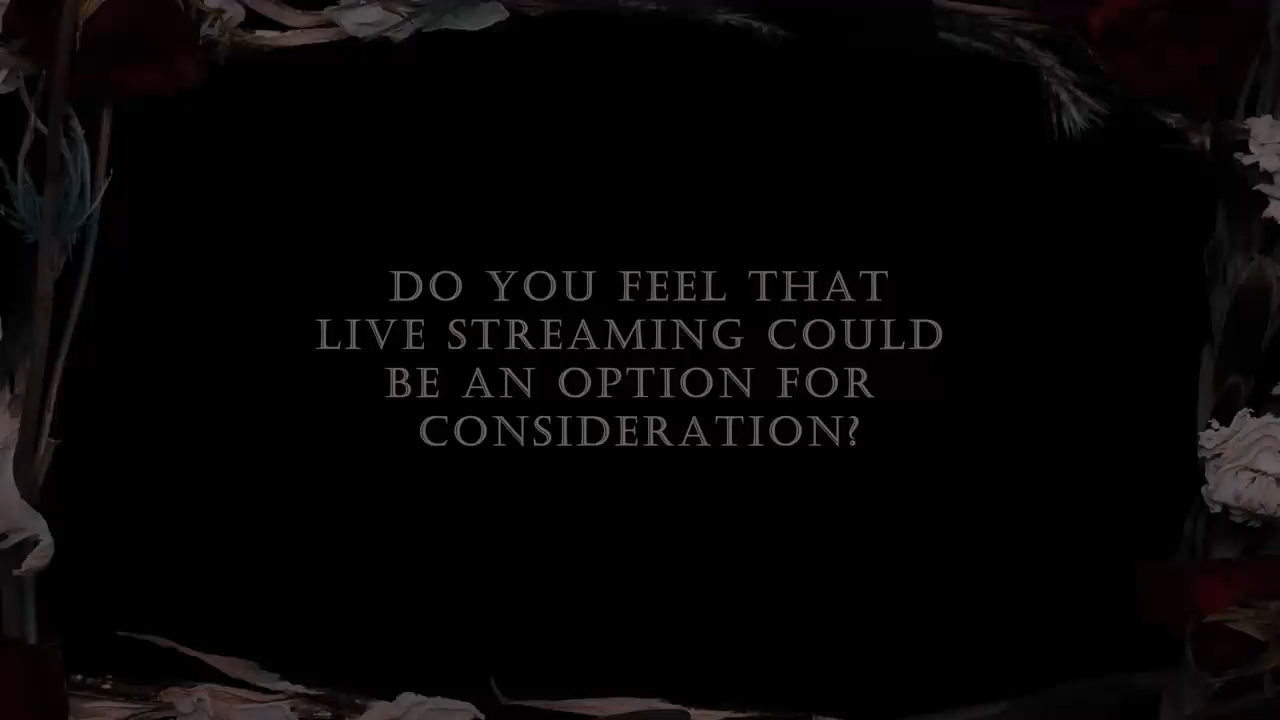 DO YOU FEEL THAT
LIVE STREAMING COULD
BE AN OPTION FOR
CONSIDERATION?